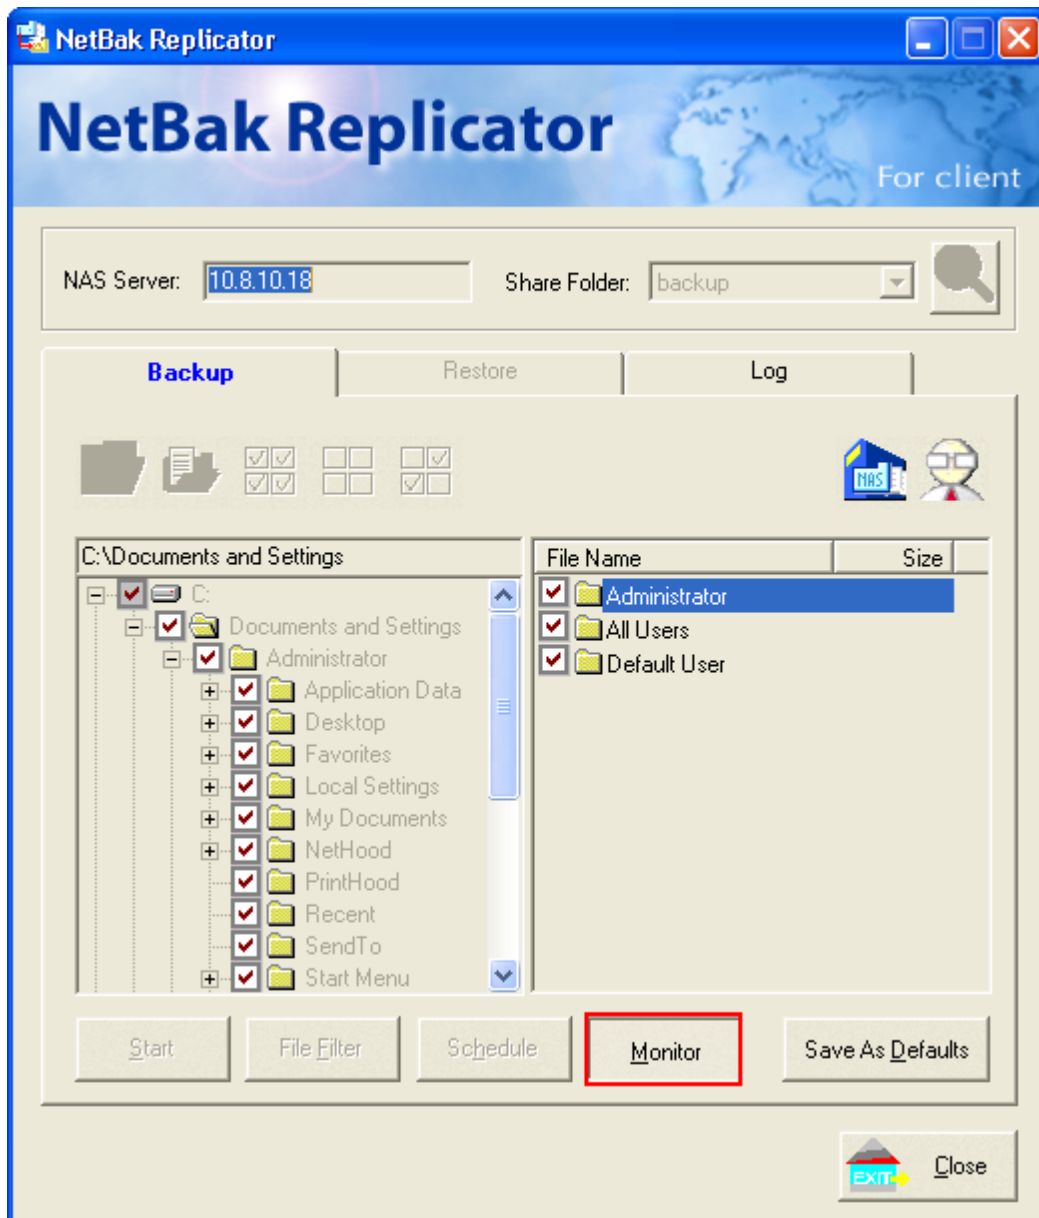 NetBak Replicator
NetBak Replicator
For client
NAS Server: 10.8.10.18 Share Folder: backup
Backup Restore Log
NAS
C:\Documents and Settings
C:
Documents and Settings
Administrator
Application Data
Desktop
Favorites
Local Settings
My Documents
NetHood
PrintHood
Recent
SendTo
Start Menu
File Name Size
Administrator
All Users
Default User
Start File Filter Schedule Monitor Save As Defaults
EXIT Close